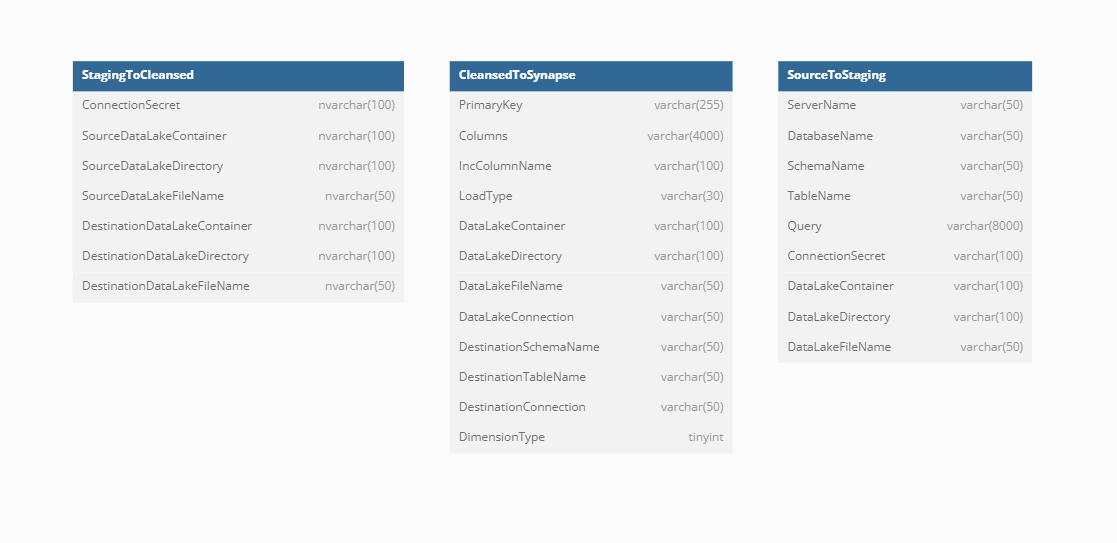 StagingToCleansed
ConnectionSecret nvarchar(100)
SourceDataLakeContainer nvarchar(100)
SourceDataLakeDirectory nvarchar(100)
SourceDataLakeFileName nvarchar(50)
DestinationDataLakeContainer nvarchar(100)
DestinationDataLakeDirectory nvarchar(100)
DestinationDataLakeFileName nvarchar(50)
CleansedToSynapse
PrimaryKey varchar(255)
Columns varchar(4000)
IncColumnName varchar(100)
LoadType varchar(30)
DataLakeContainer varchar(100)
DataLakeDirectory varchar(100)
DataLakeFileName varchar(50)
DataLakeConnection varchar(50)
DestinationSchemaName varchar(50)
DestinationTableName varchar(50)
DestinationConnection varchar(50)
DimensionType tinyint
SourceToStaging
ServerName varchar(50)
DatabaseName varchar(50)
SchemaName varchar(50)
TableName varchar(50)
Query varchar(8000)
ConnectionSecret varchar(100)
DataLakeContainer varchar(100)
DataLakeDirectory varchar(100)
DataLakeFileName varchar(50)